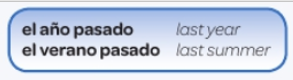 el año pasado last year
el verano pasado last summer